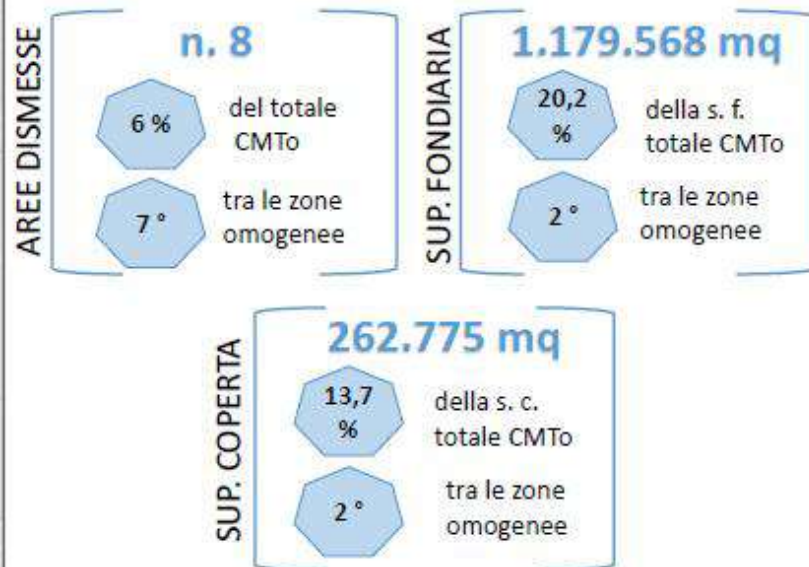 AREE DISMESSE
n. 8
6 %
del totale
CMTo
7 °
tra le zone
omogenee
SUP. FONDIARIA
1.179.568 mq
20,2
%
della s. f.
totale CMTo
2 °
tra le zone
omogenee
SUP. COPERTA
262.775 mq
13,7
%
della s. c.
totale CMTo
2 °
tra le zone
omogenee